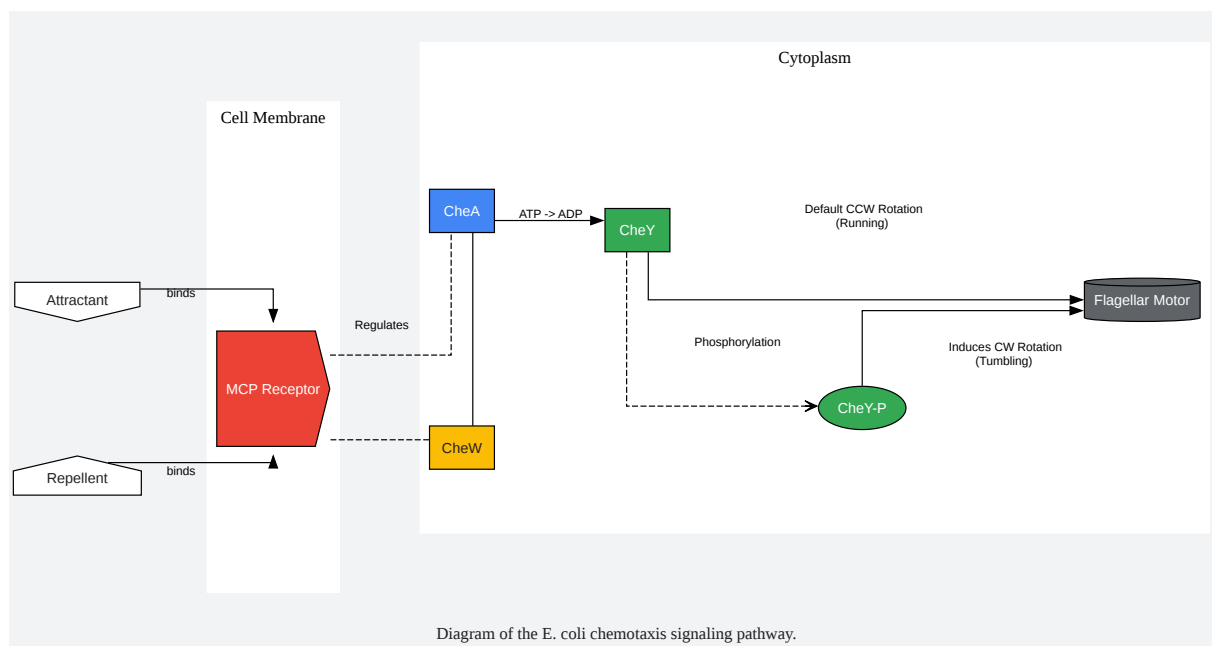 Cytoplasm
Cell Membrane
CheA
ATP -> ADP
CheY
Default CCW Rotation
(Running)
Attractant
binds
Flagellar Motor
Regulates
Phosphorylation
Induces CW Rotation
(Tumbling)
MCP Receptor
CheY-P
CheW
Repellent
binds
Diagram of the E. coli chemotaxis signaling pathway.